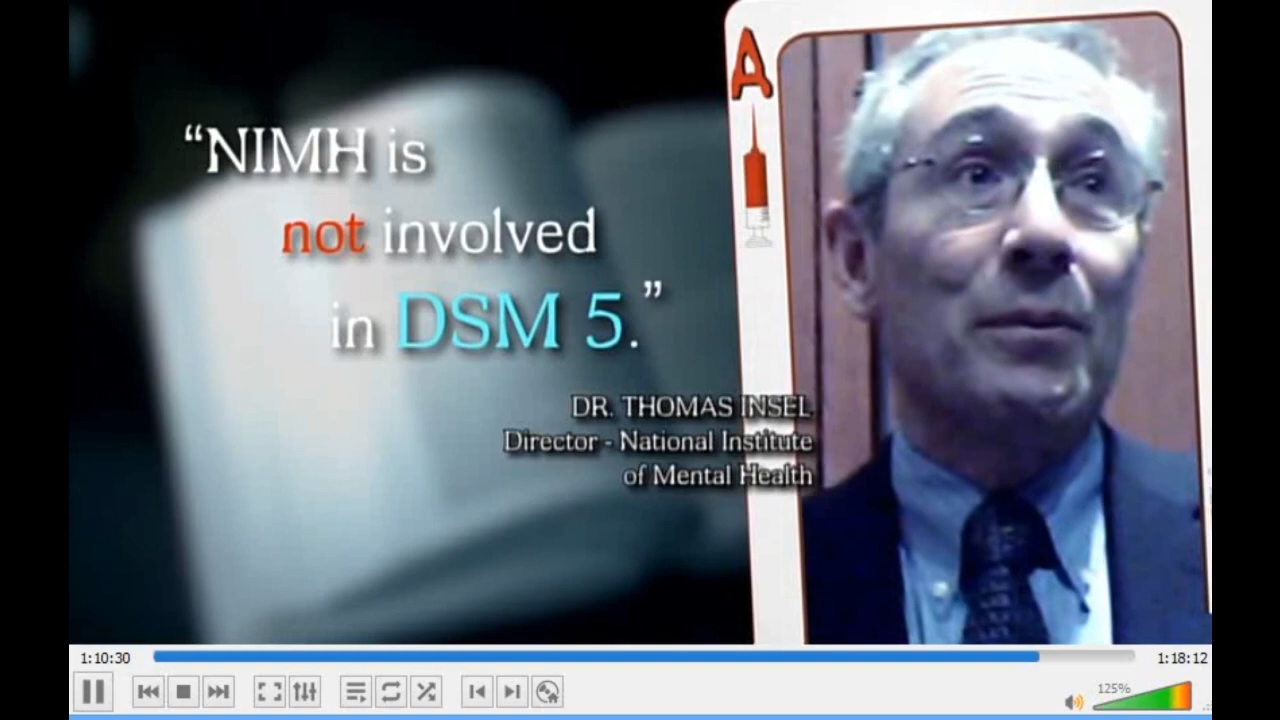 “NIMH is
not involved
in DSM 5.”
A
DR. THOMAS INSEL
Director - National Institute
of Mental Health
1:10:30
1:18:12
125%